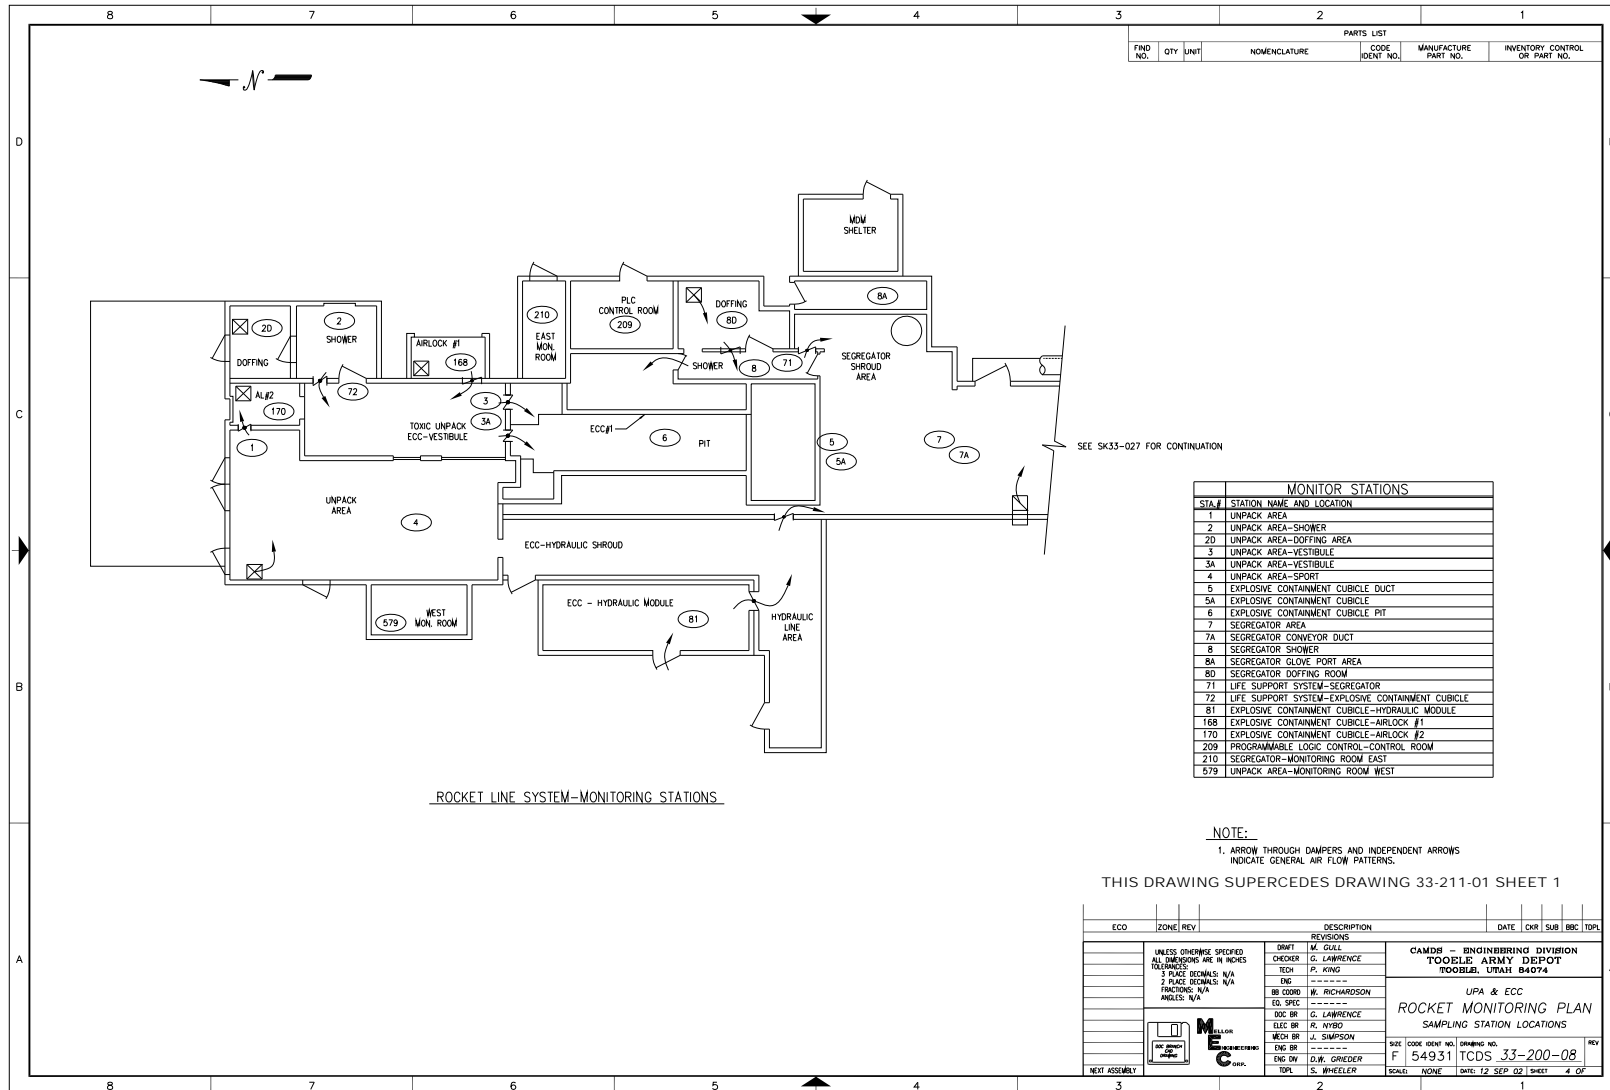 8 7 6 5 4 3 2 1
PARTS LIST
FIND NO. QTY UNIT NOMENCLATURE CODE IDENT NO. MANUFACTURE PART NO. INVENTORY CONTROL OR PART NO.
N
D
C
B
A
MDM
SHELTER
8A
PLC
CONTROL ROOM
209
210
EAST
MON.
ROOM
DOFFING
8D
2D
DOFFING
2
SHOWER
AIRLOCK #1
168
SHOWER
8
71
SEGREGATOR
SHROUD
AREA
72
AL#2
170
3
3A
TOXIC UNPACK
ECC-VESTIBULE
ECC#1
6
PIT
5
5A
7
7A
SEE SK33-027 FOR CONTINUATION
1
UNPACK
AREA
4
ECC-HYDRAULIC SHROUD
ECC - HYDRAULIC MODULE
81
HYDRAULIC
LINE
AREA
579
WEST
MON. ROOM
MONITOR STATIONS
STA.# STATION NAME AND LOCATION
1 UNPACK AREA
2 UNPACK AREA-SHOWER
2D UNPACK AREA-DOFFING AREA
3 UNPACK AREA-VESTIBULE
3A UNPACK AREA-VESTIBULE
4 UNPACK AREA-SPORT
5 EXPLOSIVE CONTAINMENT CUBICLE DUCT
5A EXPLOSIVE CONTAINMENT CUBICLE
6 EXPLOSIVE CONTAINMENT CUBICLE PIT
7 SEGREGATOR AREA
7A SEGREGATOR CONVEYOR DUCT
8 SEGREGATOR SHOWER
8A SEGREGATOR GLOVE PORT AREA
8D SEGREGATOR DOFFING ROOM
71 LIFE SUPPORT SYSTEM-SEGREGATOR
72 LIFE SUPPORT SYSTEM-EXPLOSIVE CONTAINMENT CUBICLE
81 EXPLOSIVE CONTAINMENT CUBICLE-HYDRAULIC MODULE
168 EXPLOSIVE CONTAINMENT CUBICLE-AIRLOCK #1
170 EXPLOSIVE CONTAINMENT CUBICLE-AIRLOCK #2
209 PROGRAMMABLE LOGIC CONTROL-CONTROL ROOM
210 SEGREGATOR-MONITORING ROOM EAST
579 UNPACK AREA-MONITORING ROOM WEST
ROCKET LINE SYSTEM-MONITORING STATIONS
NOTE:
1. ARROW THROUGH DAMPERS AND INDEPENDENT ARROWS
INDICATE GENERAL AIR FLOW PATTERNS.
THIS DRAWING SUPERCEDES DRAWING 33-211-01 SHEET 1
ECO ZONE REV DESCRIPTION DATE CKR SUB BBC TDPL
REVISIONS
UNLESS OTHERWISE SPECIFIED
ALL DIMENSIONS ARE IN INCHES
TOLERANCES:
3 PLACE DECIMALS: N/A
2 PLACE DECIMALS: N/A
FRACTIONS: N/A
ANGLES: N/A
DRAFT M. GULL
CHECKER G. LAWRENCE
TECH P. KING
ENG ------
BB COORD W. RICHARDSON
EQ. SPEC ------
DOC BR G. LAWRENCE
ELEC BR R. NYBO
MECH BR J. SIMPSON
ENG BR ------
ENG DIV D.W. GRIEDER
TDPL S. WHEELER
CAMDS - ENGINEERING DIVISION
TOOELE ARMY DEPOT
TOOELE, UTAH 84074
UPA & ECC
ROCKET MONITORING PLAN
SAMPLING STATION LOCATIONS
SIZE F CODE IDENT NO. 54931 DRAWING NO. TCDS 33-200-08 REV
SCALE: NONE DATE: 12 SEP 02 SHEET 4 OF
DOC BRANCH
CAD
DRAWING
MELLOR
ENGINEERING
CORP.
NEXT ASSEMBLY
8 7 6 5 4 3 2 1